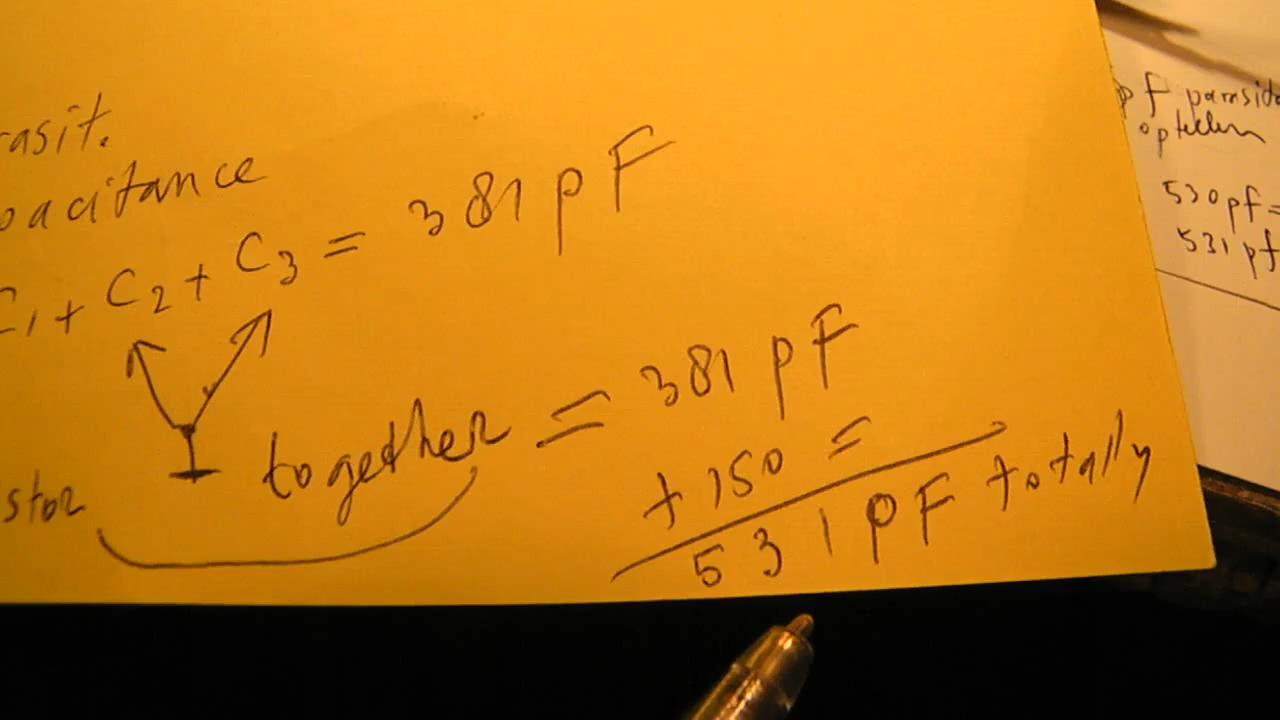 rasit.
pacitance
C1 + C2 + C3 = 381 pF
together = 381 pF
+ 150 =
531 pF totally
stor
pF parasit
530 pf =
531 pf